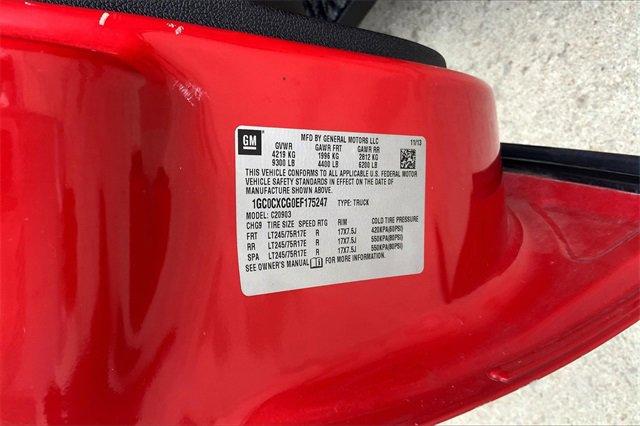 GM
MFD BY GENERAL MOTORS LLC
11/13
GVWR GAWR FRT GAWR RR
4219 KG 1996 KG 2812 KG
9300 LB 4400 LB 6200 LB
THIS VEHICLE CONFORMS TO ALL APPLICABLE U.S. FEDERAL MOTOR
VEHICLE SAFETY STANDARDS IN EFFECT ON THE DATE OF
MANUFACTURE SHOWN ABOVE.
1GC0CXCG0EF175247 TYPE: TRUCK
MODEL: C20903
CHG9 TIRE SIZE SPEED RTG RIM COLD TIRE PRESSURE
FRT LT245/75R17E R 17X7.5J 420KPA(60PSI)
RR LT245/75R17E R 17X7.5J 550KPA(80PSI)
SPA LT245/75R17E R 17X7.5J 550KPA(80PSI)
SEE OWNER'S MANUAL FOR MORE INFORMATION.